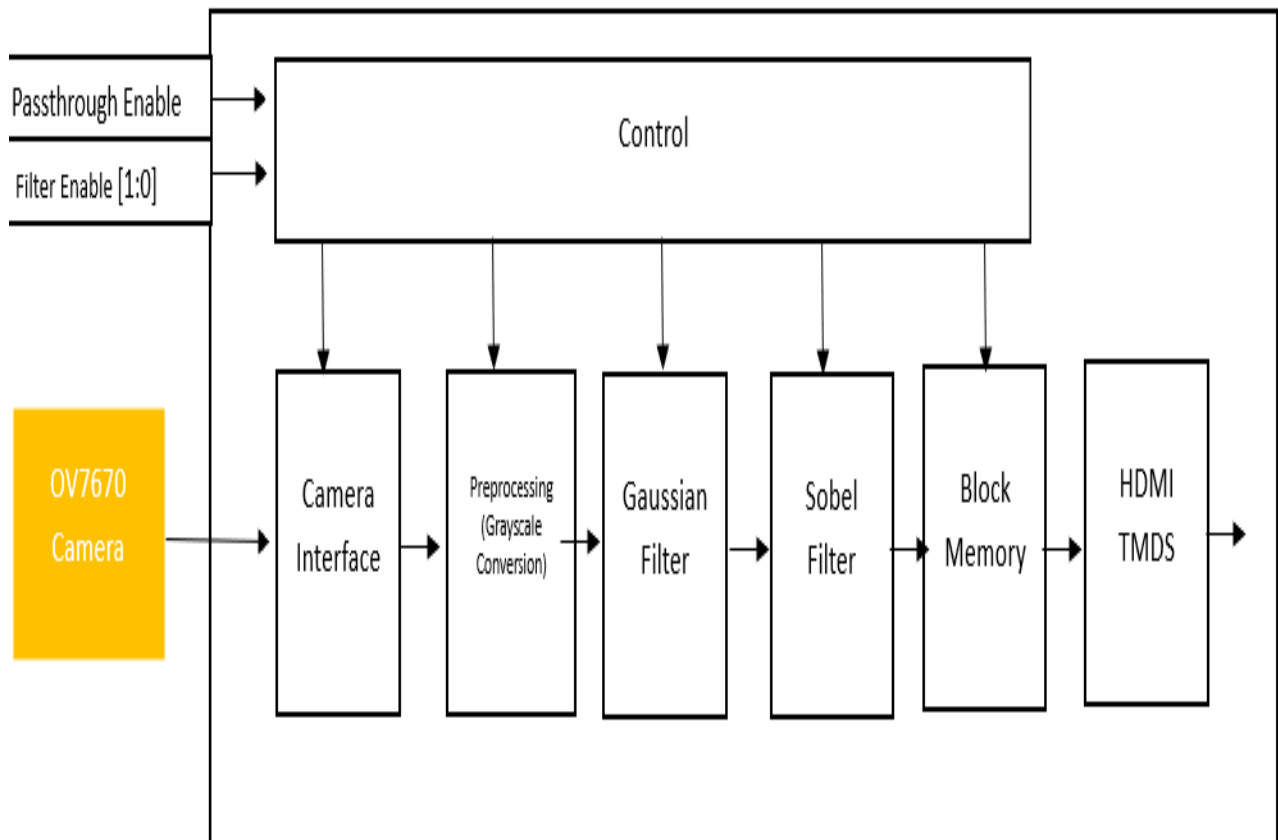 Passthrough Enable
Filter Enable [1:0]
Control
OV7670
Camera
Camera
Interface
Preprocessing
(Grayscale
Conversion)
Gaussian
Filter
Sobel
Filter
Block
Memory
HDMI
TMDS